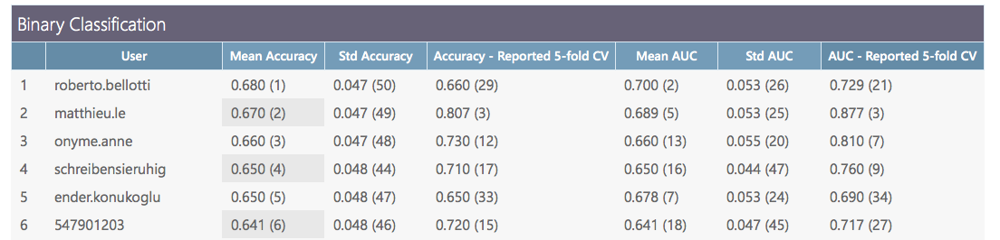 Binary Classification
User Mean Accuracy Std Accuracy Accuracy - Reported 5-fold CV Mean AUC Std AUC AUC - Reported 5-fold CV
1 roberto.bellotti 0.680 (1) 0.047 (50) 0.660 (29) 0.700 (2) 0.053 (26) 0.729 (21)
2 matthieu.le 0.670 (2) 0.047 (49) 0.807 (3) 0.689 (5) 0.053 (25) 0.877 (3)
3 onyme.anne 0.660 (3) 0.047 (48) 0.730 (12) 0.660 (13) 0.055 (20) 0.810 (7)
4 schreibensieruhig 0.650 (4) 0.048 (44) 0.710 (17) 0.650 (16) 0.044 (47) 0.760 (9)
5 ender.konukoglu 0.650 (5) 0.048 (47) 0.650 (33) 0.678 (7) 0.053 (24) 0.690 (34)
6 547901203 0.641 (6) 0.048 (46) 0.720 (15) 0.641 (18) 0.047 (45) 0.717 (27)